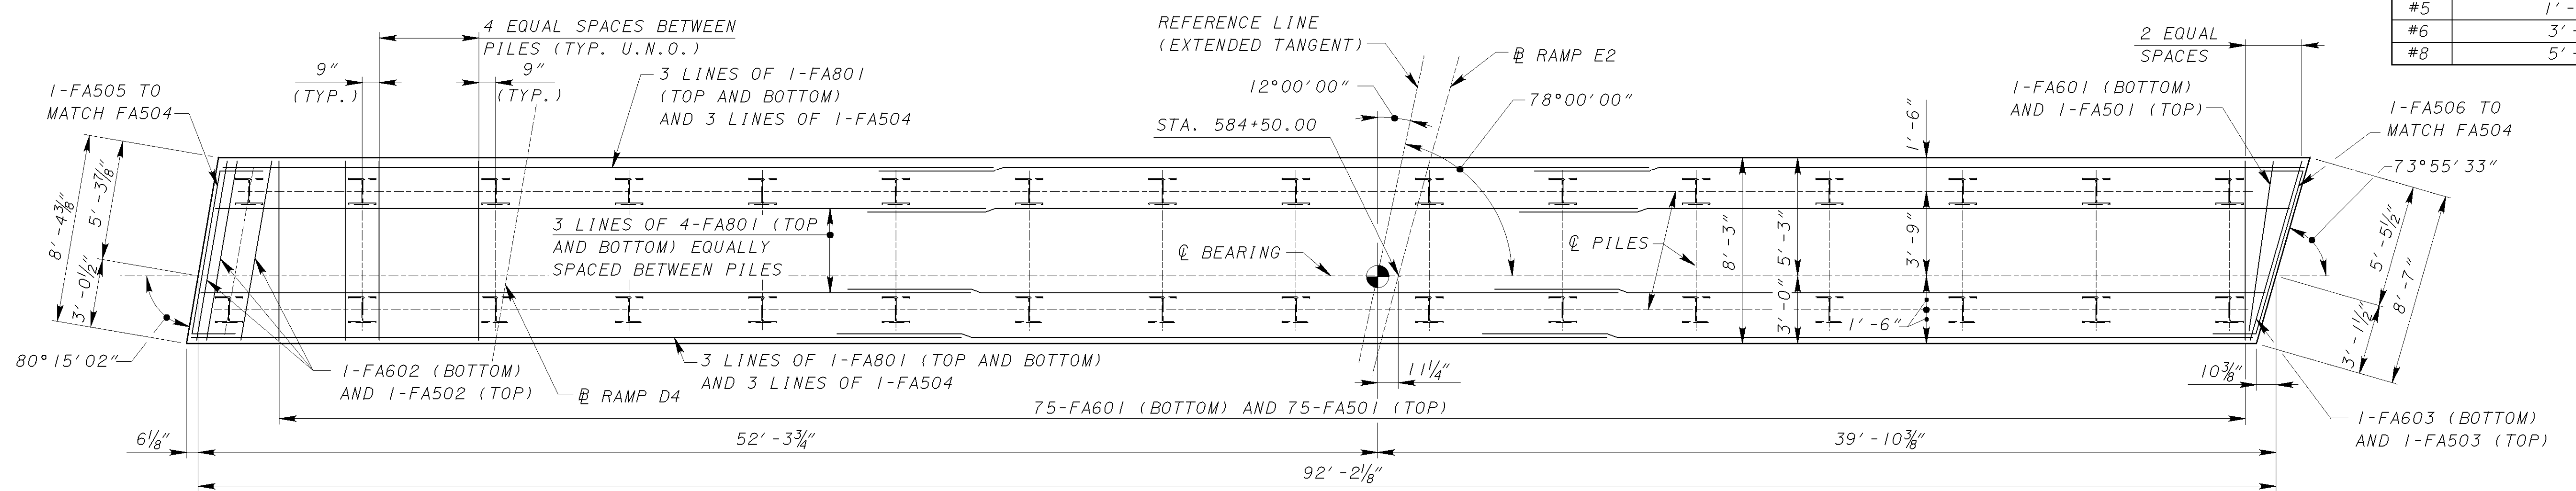 4 EQUAL SPACES BETWEEN
PILES (TYP. U.N.O.)
9"
(TYP.)
9"
(TYP.)
3 LINES OF 1-FA801
(TOP AND BOTTOM)
AND 3 LINES OF 1-FA504
1-FA505 TO
MATCH FA504
REFERENCE LINE
(EXTENDED TANGENT)
℄ RAMP E2
12°00'00"
78°00'00"
STA. 584+50.00
2 EQUAL
SPACES
#5 1'-
#6 3'-
#8 5'-
1-FA601 (BOTTOM)
AND 1-FA501 (TOP)
1-FA506 TO
MATCH FA504
73°55'33"
1'-6"
8'-4 3/8"
5'-3 7/8"
3'-0 1/2"
80°15'02"
3 LINES OF 4-FA801 (TOP
AND BOTTOM) EQUALLY
SPACED BETWEEN PILES
℄ BEARING
℄ PILES
8'-3"
5'-3"
3'-0"
3'-9"
1'-6"
5'-5 1/2"
8'-7"
3'-1 1/2"
1-FA602 (BOTTOM)
AND 1-FA502 (TOP)
℄ RAMP D4
3 LINES OF 1-FA801 (TOP AND BOTTOM)
AND 3 LINES OF 1-FA504
11 1/4"
10 3/8"
75-FA601 (BOTTOM) AND 75-FA501 (TOP)
1-FA603 (BOTTOM)
AND 1-FA503 (TOP)
6 1/8"
52'-3 3/4"
39'-10 3/8"
92'-2 1/8"